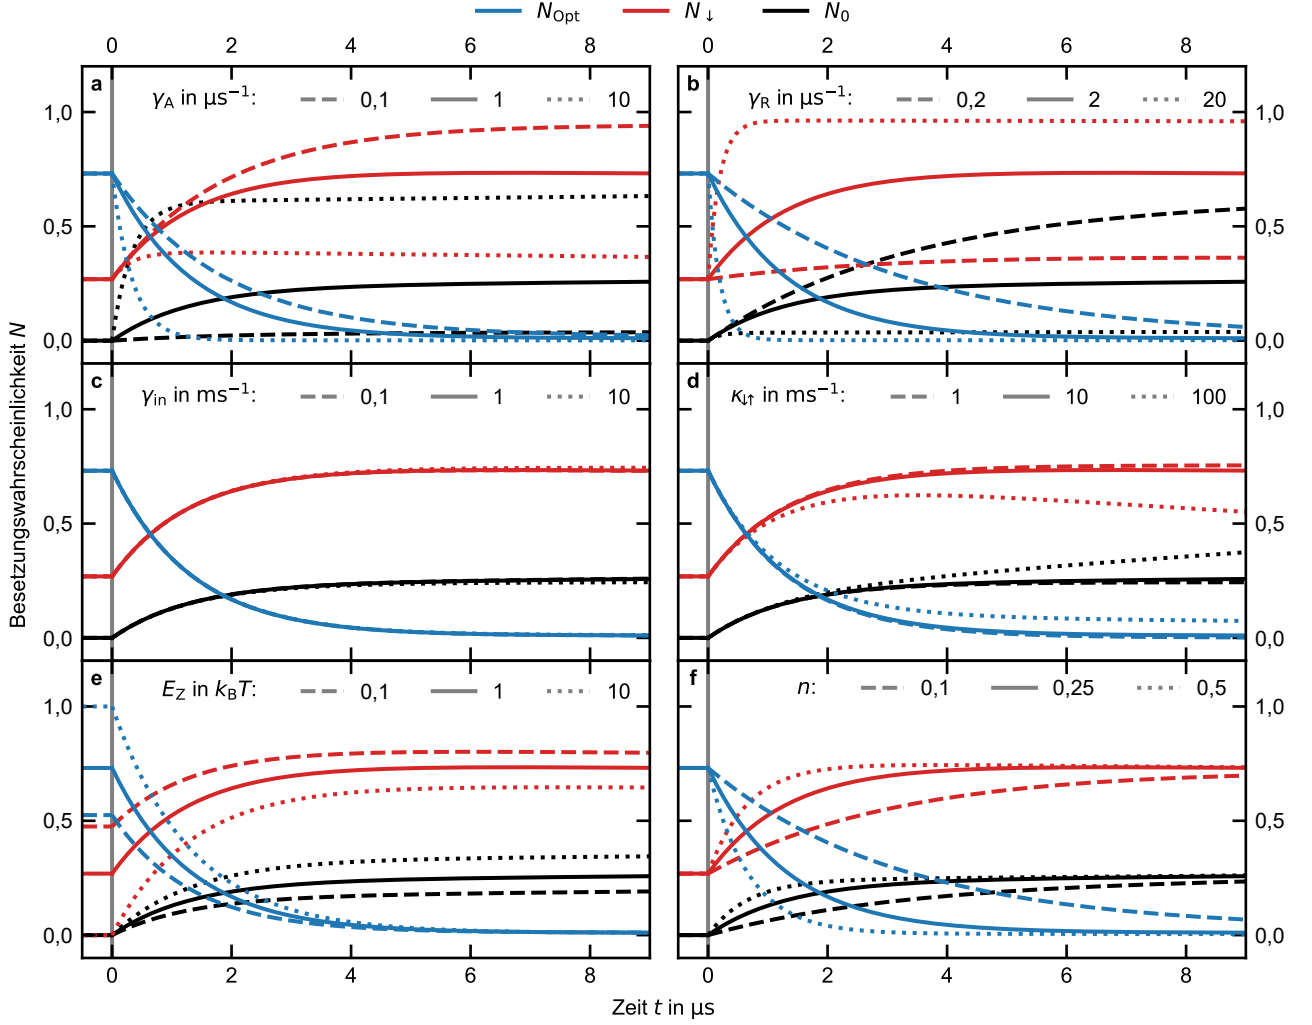 N_Opt N_↓ N_0
0 2 4 6 8 0 2 4 6 8
a γ_A in μs⁻¹: 0,1 1 10
b γ_R in μs⁻¹: 0,2 2 20
1,0 1,0
0,5 0,5
0,0 0,0
c γ_in in ms⁻¹: 0,1 1 10
d κ_↓↑ in ms⁻¹: 1 10 100
1,0 1,0
0,5 0,5
0,0 0,0
e E_Z in k_BT: 0,1 1 10
f n: 0,1 0,25 0,5
1,0 1,0
0,5 0,5
0,0 0,0
0 2 4 6 8 0 2 4 6 8
Besetzungswahrscheinlichkeit N
Zeit t in μs